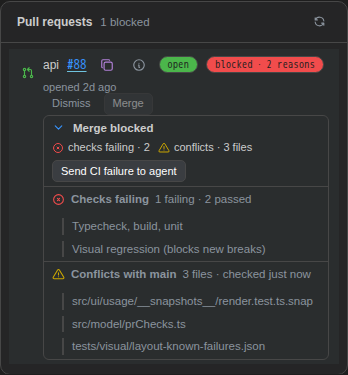 Pull requests 1 blocked
api #88 open blocked · 2 reasons
opened 2d ago
Dismiss Merge
Merge blocked
checks failing · 2 conflicts · 3 files
Send CI failure to agent
Checks failing 1 failing · 2 passed
Typecheck, build, unit
Visual regression (blocks new breaks)
Conflicts with main 3 files · checked just now
src/ui/usage/__snapshots__/render.test.ts.snap
src/model/prChecks.ts
tests/visual/layout-known-failures.json